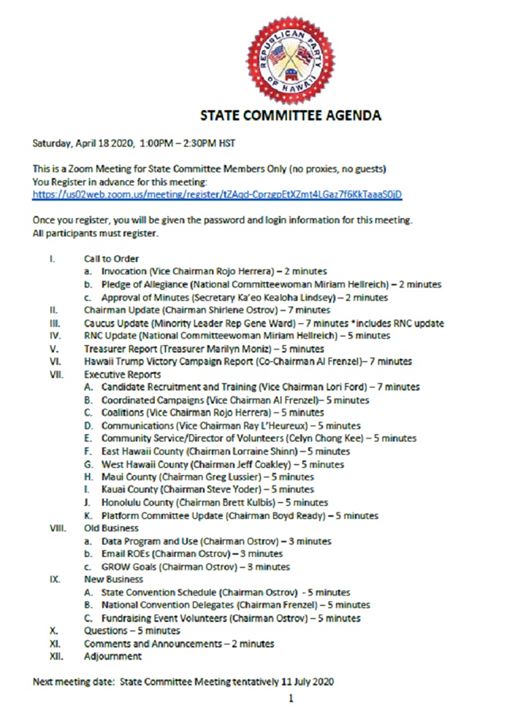 REPUBLICAN PARTY
OF HAWAII
STATE COMMITTEE AGENDA
Saturday, April 18 2020, 1:00PM – 2:30PM HST
This is a Zoom Meeting for State Committee Members Only (no proxies, no guests)
You Register in advance for this meeting:
Once you register, you will be given the password and login information for this meeting.
All participants must register.
I. Call to Order
a. Invocation (Vice Chairman Rojo Herrera) – 2 minutes
b. Pledge of Allegiance (National Committeewoman Miriam Hellreich) – 2 minutes
c. Approval of Minutes (Secretary Ka'eo Kealoha Lindsey) – 2 minutes
II. Chairman Update (Chairman Shirlene Ostrov) – 7 minutes
III. Caucus Update (Minority Leader Rep Gene Ward) – 7 minutes *includes RNC update
IV. RNC Update (National Committeewoman Miriam Hellreich) – 5 minutes
V. Treasurer Report (Treasurer Marilyn Moniz) – 5 minutes
VI. Hawaii Trump Victory Campaign Report (Co-Chairman Al Frenzel)– 7 minutes
VII. Executive Reports
A. Candidate Recruitment and Training (Vice Chairman Lori Ford) – 7 minutes
B. Coordinated Campaigns (Vice Chairman Al Frenzel)– 5 minutes
C. Coalitions (Vice Chairman Rojo Herrera) – 5 minutes
D. Communications (Vice Chairman Ray L'Heureux) – 5 minutes
E. Community Service/Director of Volunteers (Celyn Chong Kee) – 5 minutes
F. East Hawaii County (Chairman Lorraine Shinn) – 5 minutes
G. West Hawaii County (Chairman Jeff Coakley) – 5 minutes
H. Maui County (Chairman Greg Lussier) – 5 minutes
I. Kauai County (Chairman Steve Yoder) – 5 minutes
J. Honolulu County (Chairman Brett Kulbis) – 5 minutes
K. Platform Committee Update (Chairman Boyd Ready) – 5 minutes
VIII. Old Business
a. Data Program and Use (Chairman Ostrov) – 3 minutes
b. Email ROEs (Chairman Ostrov) – 3 minutes
c. GROW Goals (Chairman Ostrov) – 3 minutes
IX. New Business
A. State Convention Schedule (Chairman Ostrov) - 5 minutes
B. National Convention Delegates (Chairman Frenzel) – 5 minutes
C. Fundraising Event Volunteers (Chairman Ostrov) – 5 minutes
X. Questions – 5 minutes
XI. Comments and Announcements – 2 minutes
XII. Adjournment
Next meeting date: State Committee Meeting tentatively 11 July 2020
1